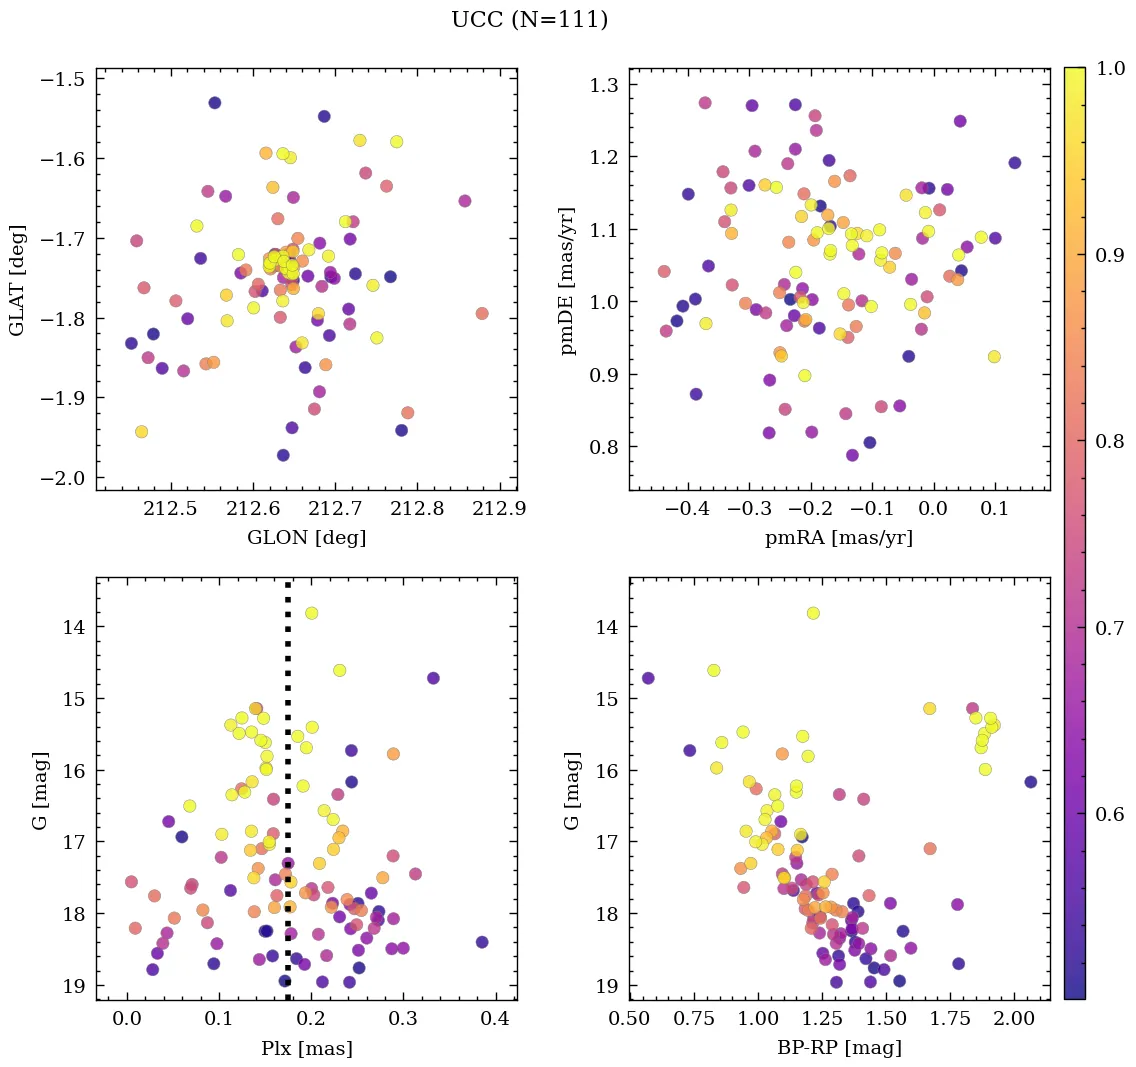 UCC (N=111)
−1.5
−1.6
−1.7
−1.8
−1.9
−2.0
GLAT [deg]
212.5 212.6 212.7 212.8 212.9
GLON [deg]
1.3
1.2
1.1
1.0
0.9
0.8
pmDE [mas/yr]
−0.4 −0.3 −0.2 −0.1 0.0 0.1
pmRA [mas/yr]
1.0
0.9
0.8
0.7
0.6
14
15
16
17
18
19
G [mag]
0.0 0.1 0.2 0.3 0.4
Plx [mas]
14
15
16
17
18
19
G [mag]
0.50 0.75 1.00 1.25 1.50 1.75 2.00
BP-RP [mag]